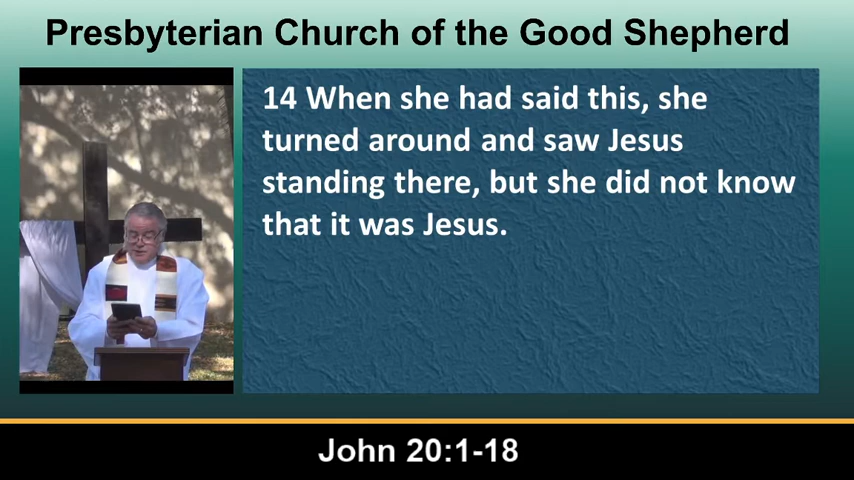 Presbyterian Church of the Good Shepherd
14 When she had said this, she
turned around and saw Jesus
standing there, but she did not know
that it was Jesus.
John 20:1-18